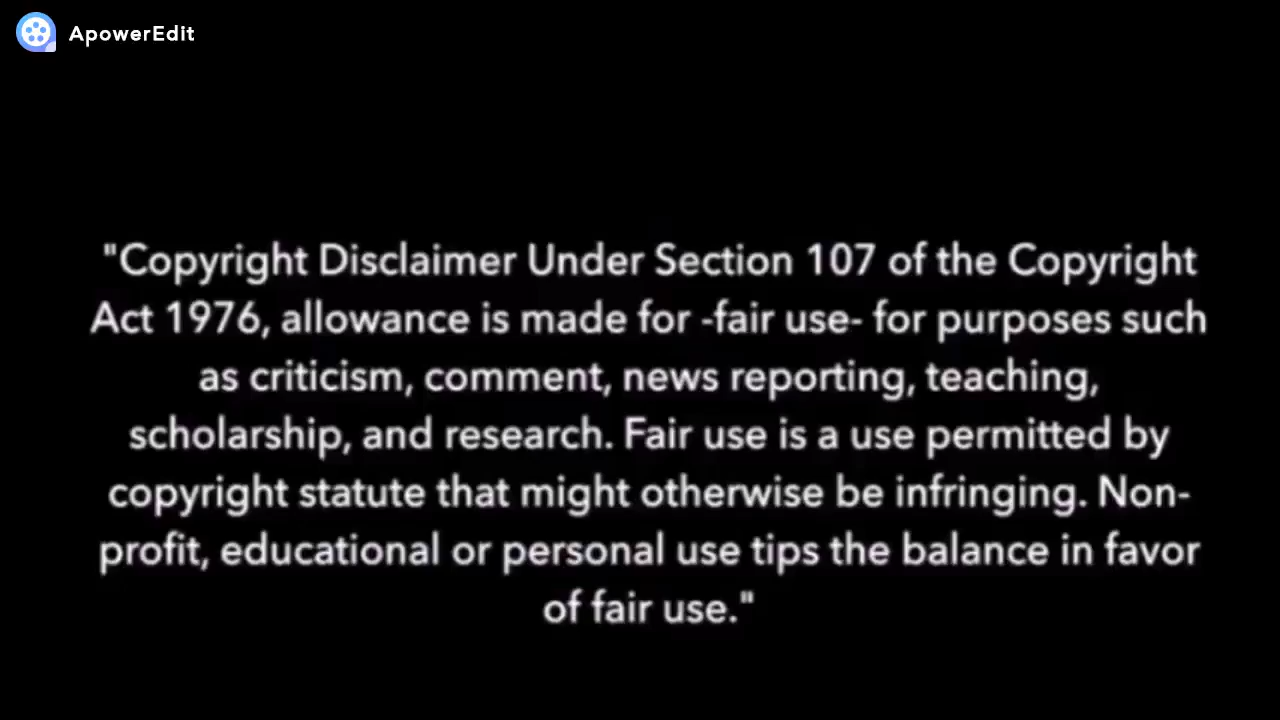 ApowerEdit
"Copyright Disclaimer Under Section 107 of the Copyright
Act 1976, allowance is made for -fair use- for purposes such
as criticism, comment, news reporting, teaching,
scholarship, and research. Fair use is a use permitted by
copyright statute that might otherwise be infringing. Non-
profit, educational or personal use tips the balance in favor
of fair use."